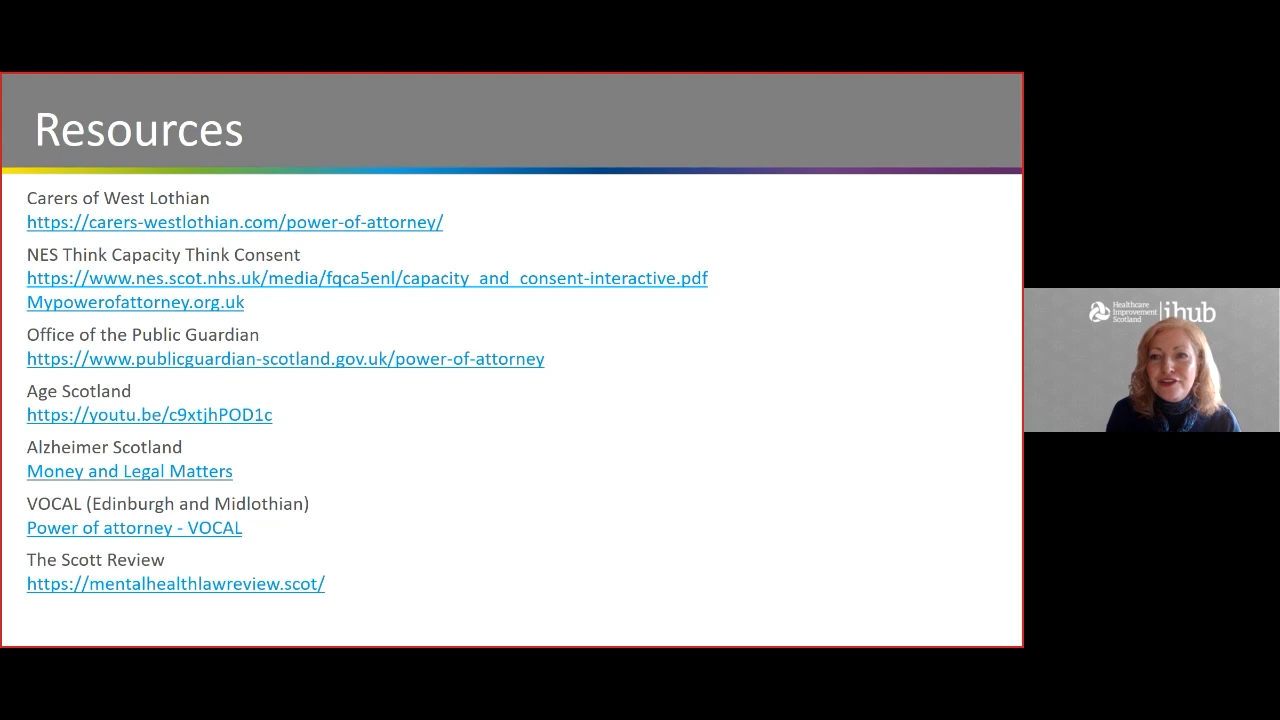 Resources
Carers of West Lothian
https://carers-westlothian.com/power-of-attorney/
NES Think Capacity Think Consent
https://www.nes.scot.nhs.uk/media/fqca5enl/capacity_and_consent-interactive.pdf
Mypowerofattorney.org.uk
Office of the Public Guardian
https://www.publicguardian-scotland.gov.uk/power-of-attorney
Age Scotland
https://youtu.be/c9xtjhPOD1c
Alzheimer Scotland
Money and Legal Matters
VOCAL (Edinburgh and Midlothian)
Power of attorney - VOCAL
The Scott Review
https://mentalhealthlawreview.scot/
Healthcare
Improvement
Scotland
ihub